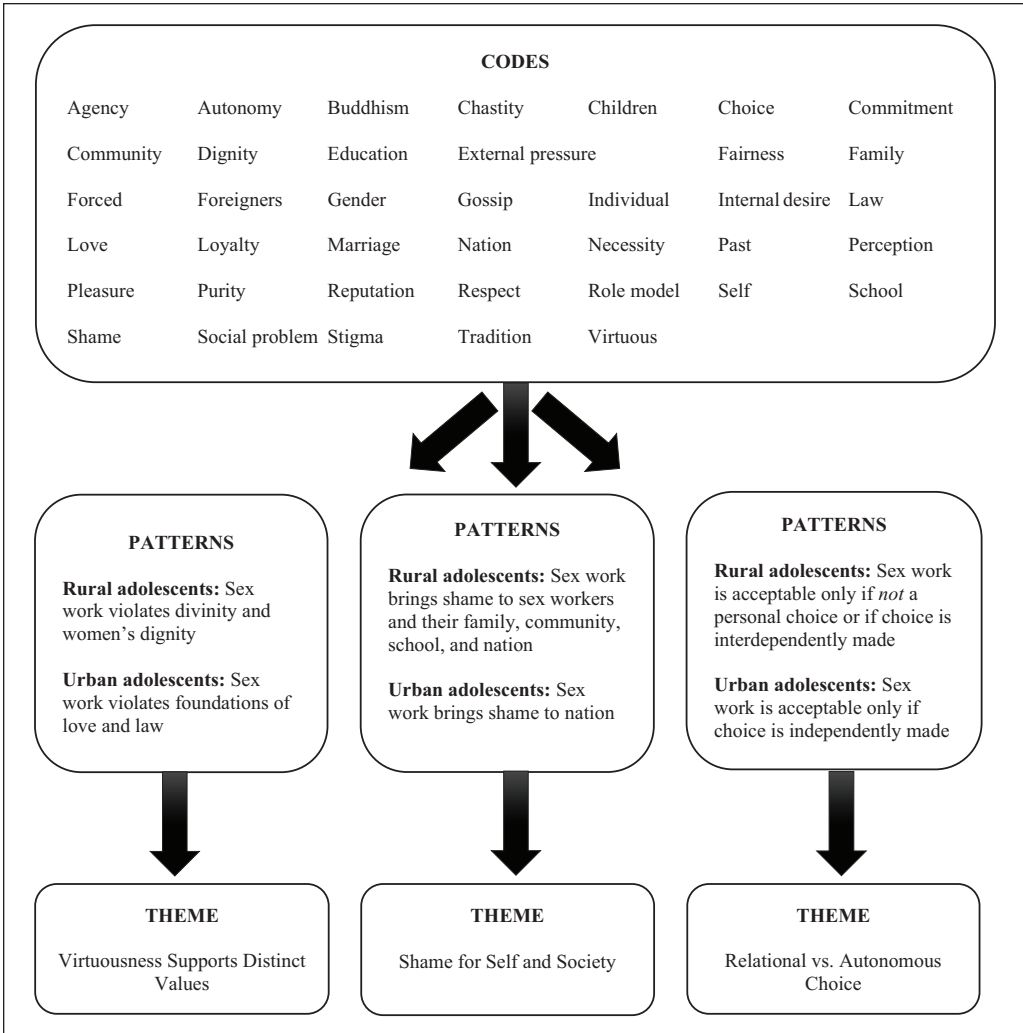 CODES
Agency Autonomy Buddhism Chastity Children Choice Commitment
Community Dignity Education External pressure Fairness Family
Forced Foreigners Gender Gossip Individual Internal desire Law
Love Loyalty Marriage Nation Necessity Past Perception
Pleasure Purity Reputation Respect Role model Self School
Shame Social problem Stigma Tradition Virtuous
PATTERNS
Rural adolescents: Sex
work violates divinity and
women’s dignity
Urban adolescents: Sex
work violates foundations of
love and law
PATTERNS
Rural adolescents: Sex work
brings shame to sex workers
and their family, community,
school, and nation
Urban adolescents: Sex
work brings shame to nation
PATTERNS
Rural adolescents: Sex work
is acceptable only if not a
personal choice or if choice is
interdependently made
Urban adolescents: Sex
work is acceptable only if
choice is independently made
THEME
Virtuousness Supports Distinct
Values
THEME
Shame for Self and Society
THEME
Relational vs. Autonomous
Choice